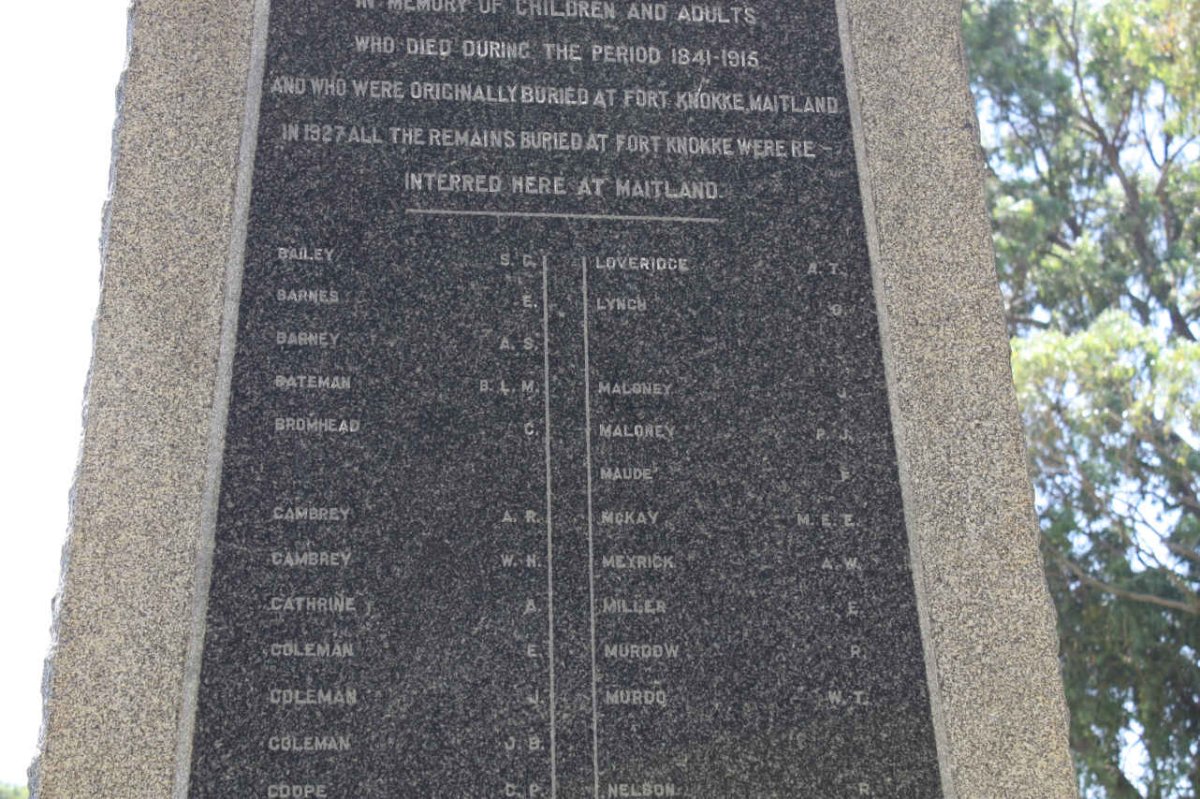 IN MEMORY OF CHILDREN AND ADULTS
WHO DIED DURING THE PERIOD 1841-1915
AND WHO WERE ORIGINALLY BURIED AT FORT KNOKKE, MAITLAND
IN 1927 ALL THE REMAINS BURIED AT FORT KNOKKE WERE RE-
INTERRED HERE AT MAITLAND.
BAILEY S. C.
BARNES E.
BARNEY A. S.
BATEMAN B. L. M.
BROMHEAD C.
CAMBREY A. R.
CAMBREY W. N.
CATHRINE A.
COLEMAN E.
COLEMAN J.
COLEMAN J. B.
COOPE C. P.
LOVERIDGE A. T.
LYNCH
MALONEY J.
MALONEY P. J.
MAUDE F.
McKAY M. E. E.
MEYRICK A. W.
MILLER E.
MURDOW R.
MURDO W. T.
NELSON R.